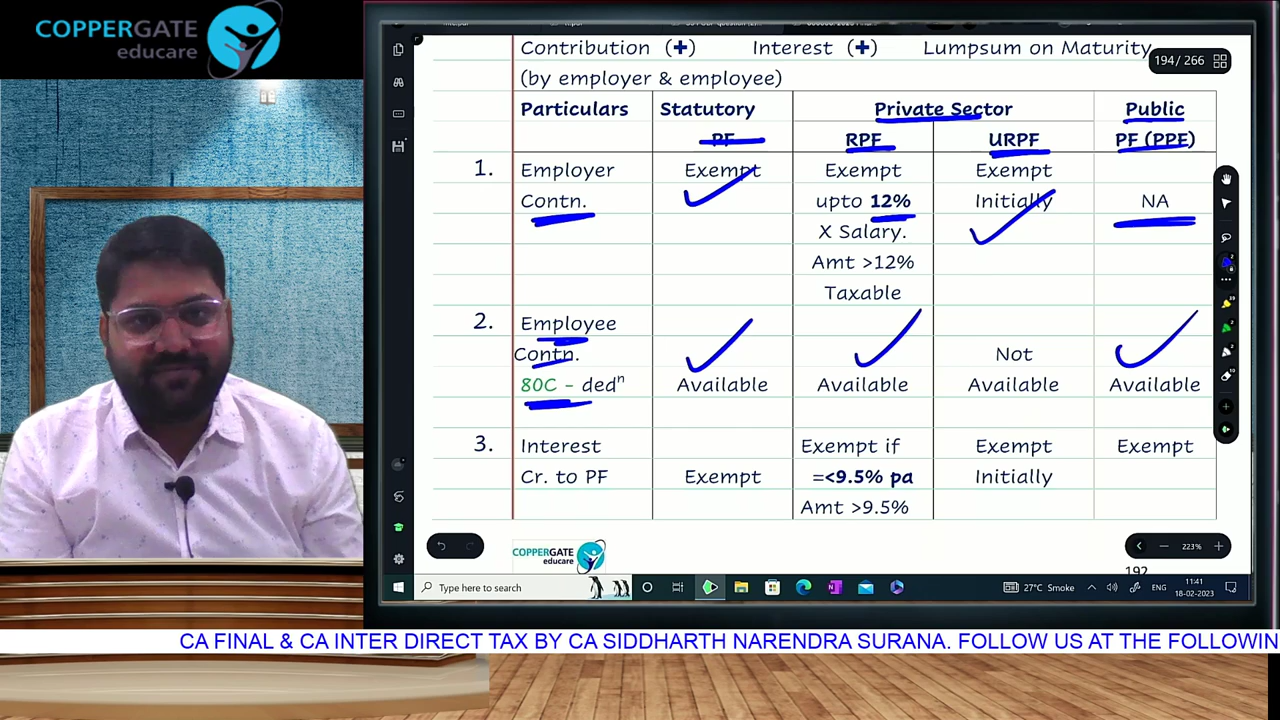 COPPERGATE
educare
Contribution (+) Interest (+) Lumpsum on Maturity
(by employer & employee)
194 / 266
Particulars Statutory Private Sector Public
PF RPF URPF PF (PPF)
1. Employer Exempt Exempt Exempt
Contn. upto 12% Initially NA
X Salary.
Amt >12%
Taxable
2. Employee
Contn. Not
80C - dedn Available Available Available Available
3. Interest Exempt if Exempt Exempt
Cr. to PF Exempt =<9.5% pa Initially
Amt >9.5%
COPPERGATE
educare
223%
192
Type here to search
27°C Smoke
ENG
11:41
18-02-2023
CA FINAL & CA INTER DIRECT TAX BY CA SIDDHARTH NARENDRA SURANA. FOLLOW US AT THE FOLLOWIN